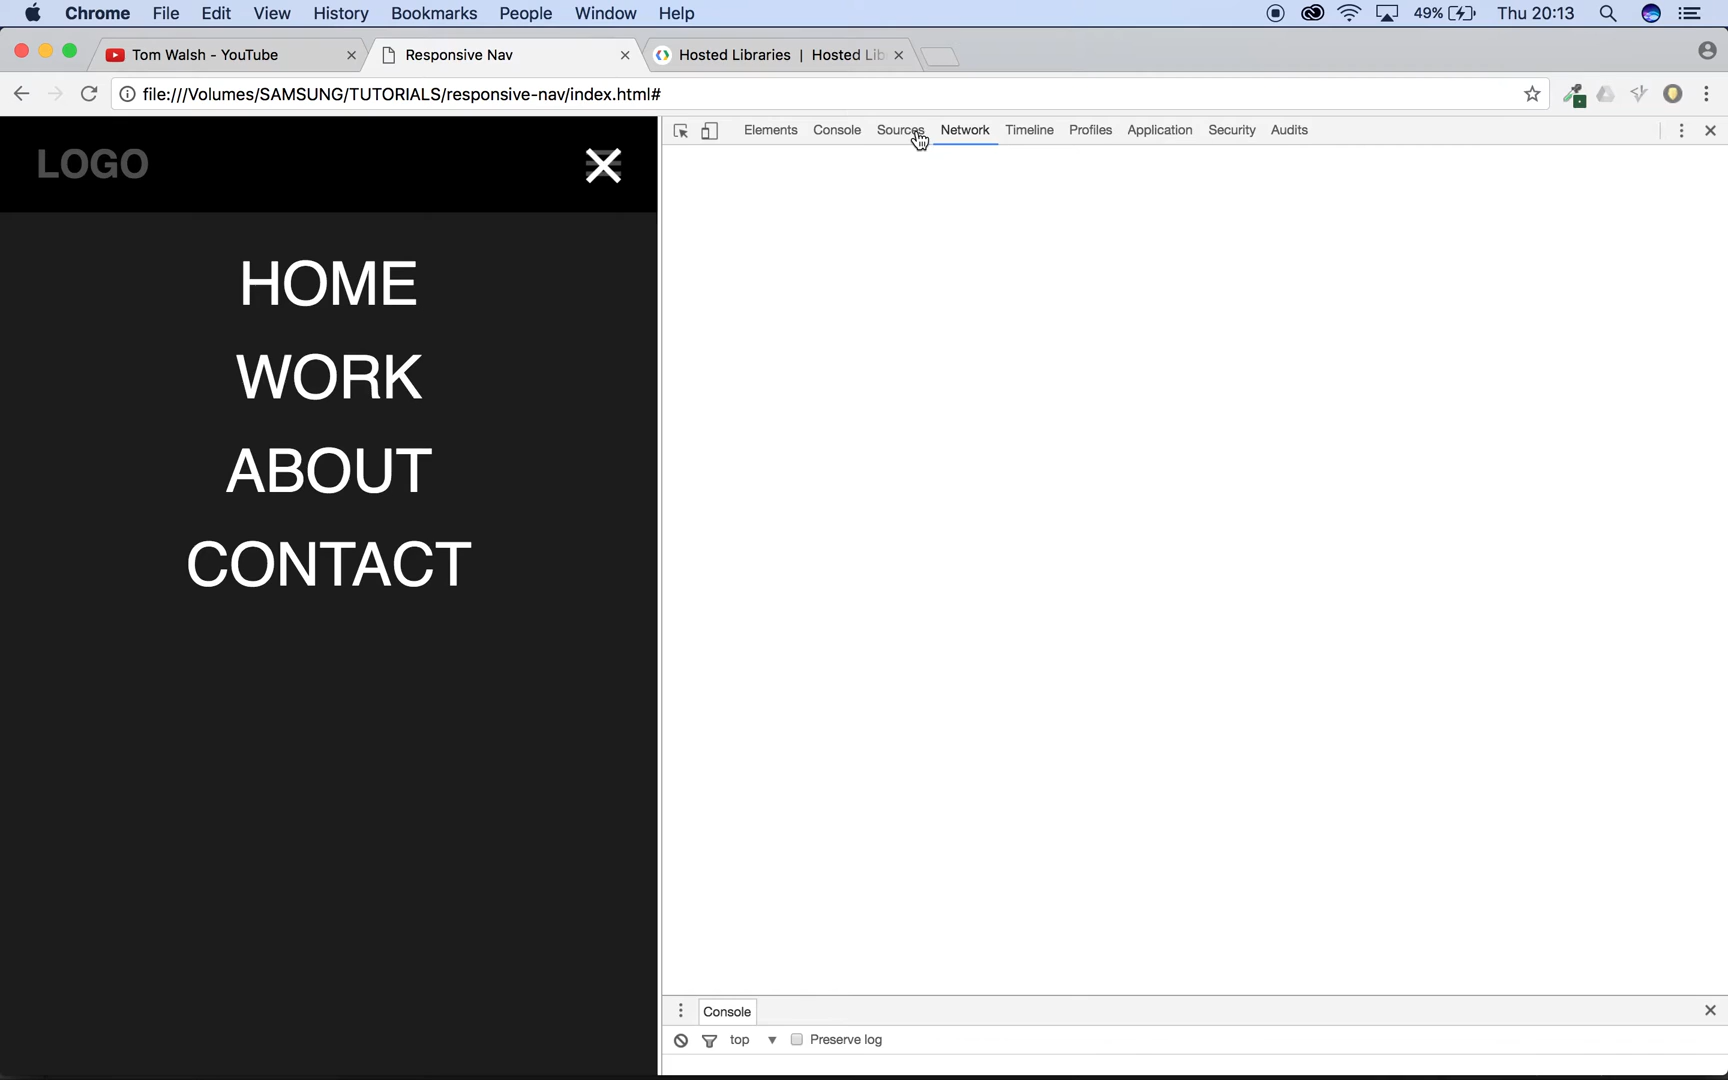 Chrome File Edit View History Bookmarks People Window Help 49% Thu 20:13
Tom Walsh - YouTube Responsive Nav Hosted Libraries | Hosted Lib
file:///Volumes/SAMSUNG/TUTORIALS/responsive-nav/index.html#
Elements Console Sources Network Timeline Profiles Application Security Audits
LOGO
HOME
WORK
ABOUT
CONTACT
Console
top Preserve log